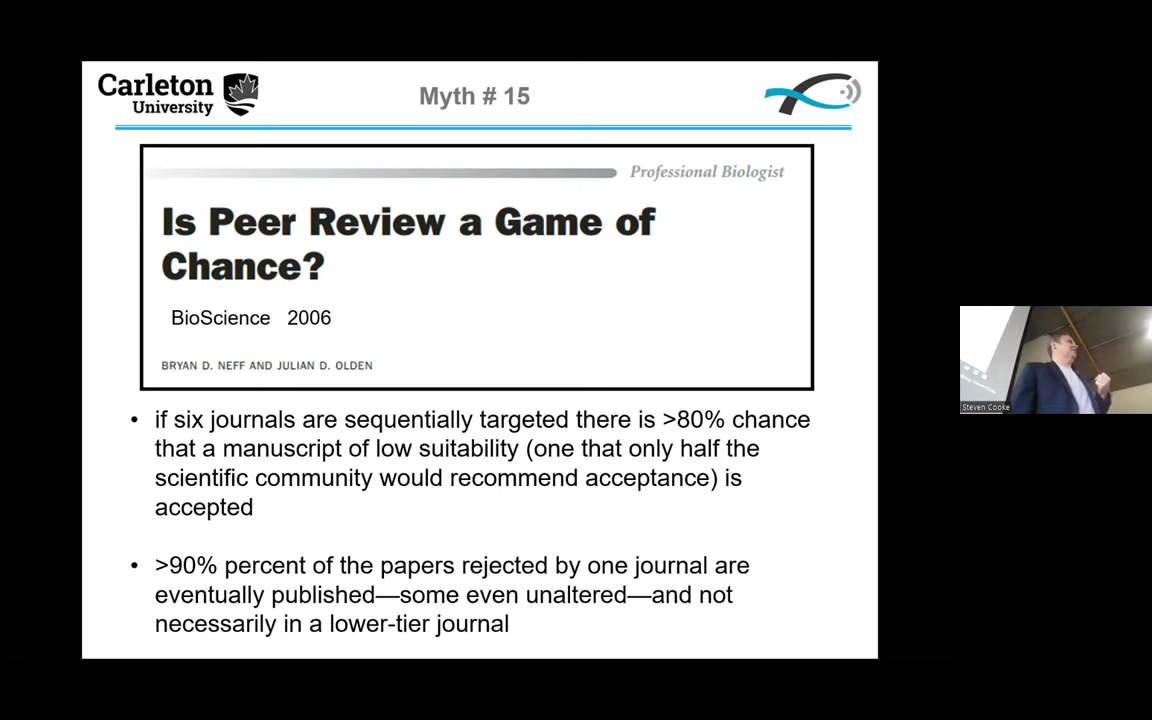 Carleton
University
Myth # 15
Professional Biologist
Is Peer Review a Game of
Chance?
BioScience 2006
BRYAN D. NEFF AND JULIAN D. OLDEN
• if six journals are sequentially targeted there is >80% chance
that a manuscript of low suitability (one that only half the
scientific community would recommend acceptance) is
accepted
• >90% percent of the papers rejected by one journal are
eventually published—some even unaltered—and not
necessarily in a lower-tier journal
Steven Cooke